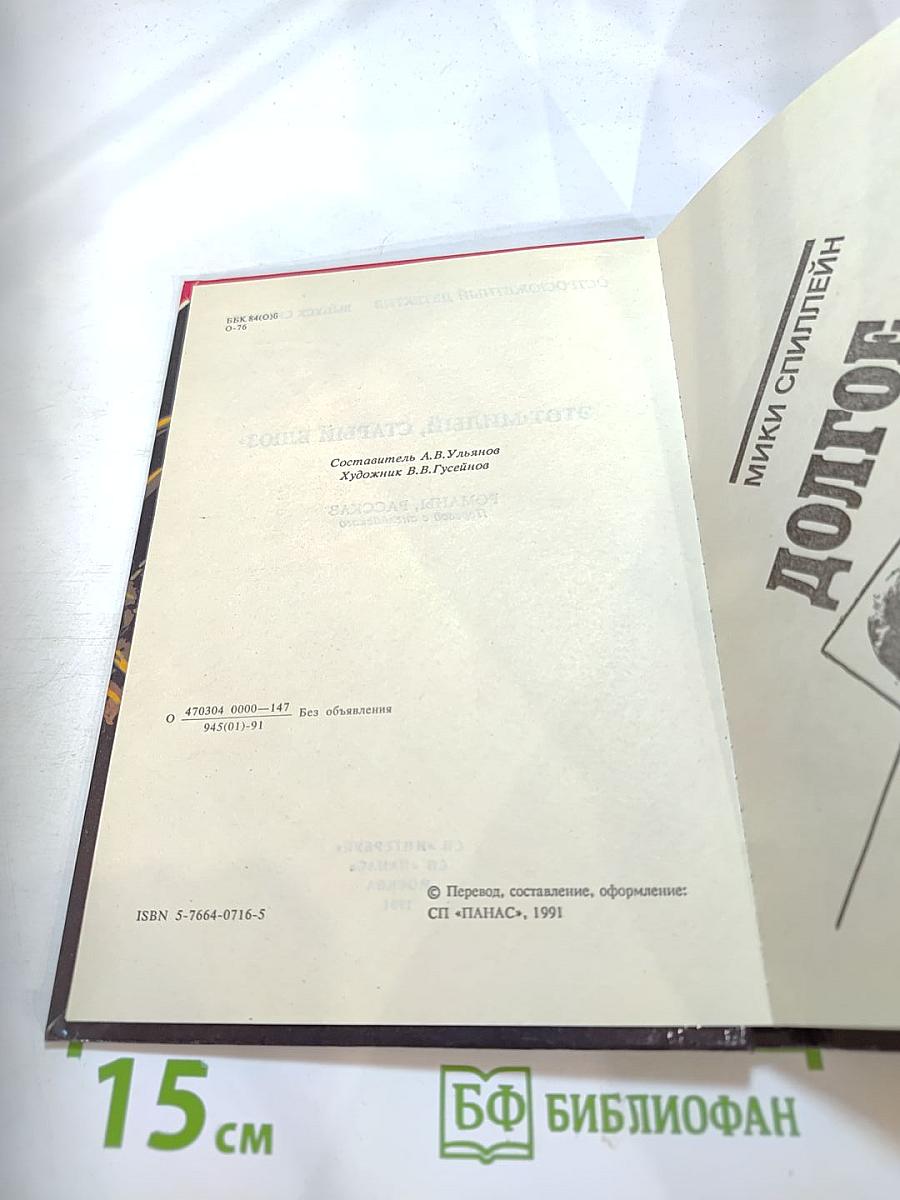 ББК 84(О)6
О-76
Составитель А.В.Ульянов
Художник В.В.Гусейнов
О 470304 0000—147
945(01)-91
Без объявления
ISBN 5-7664-0716-5
© Перевод, составление, оформление:
СП «ПАНАС», 1991
МИКИ СПИЛЛЕЙН
ДОЛГОЕ
15 см
БФ БИБЛИОФАН